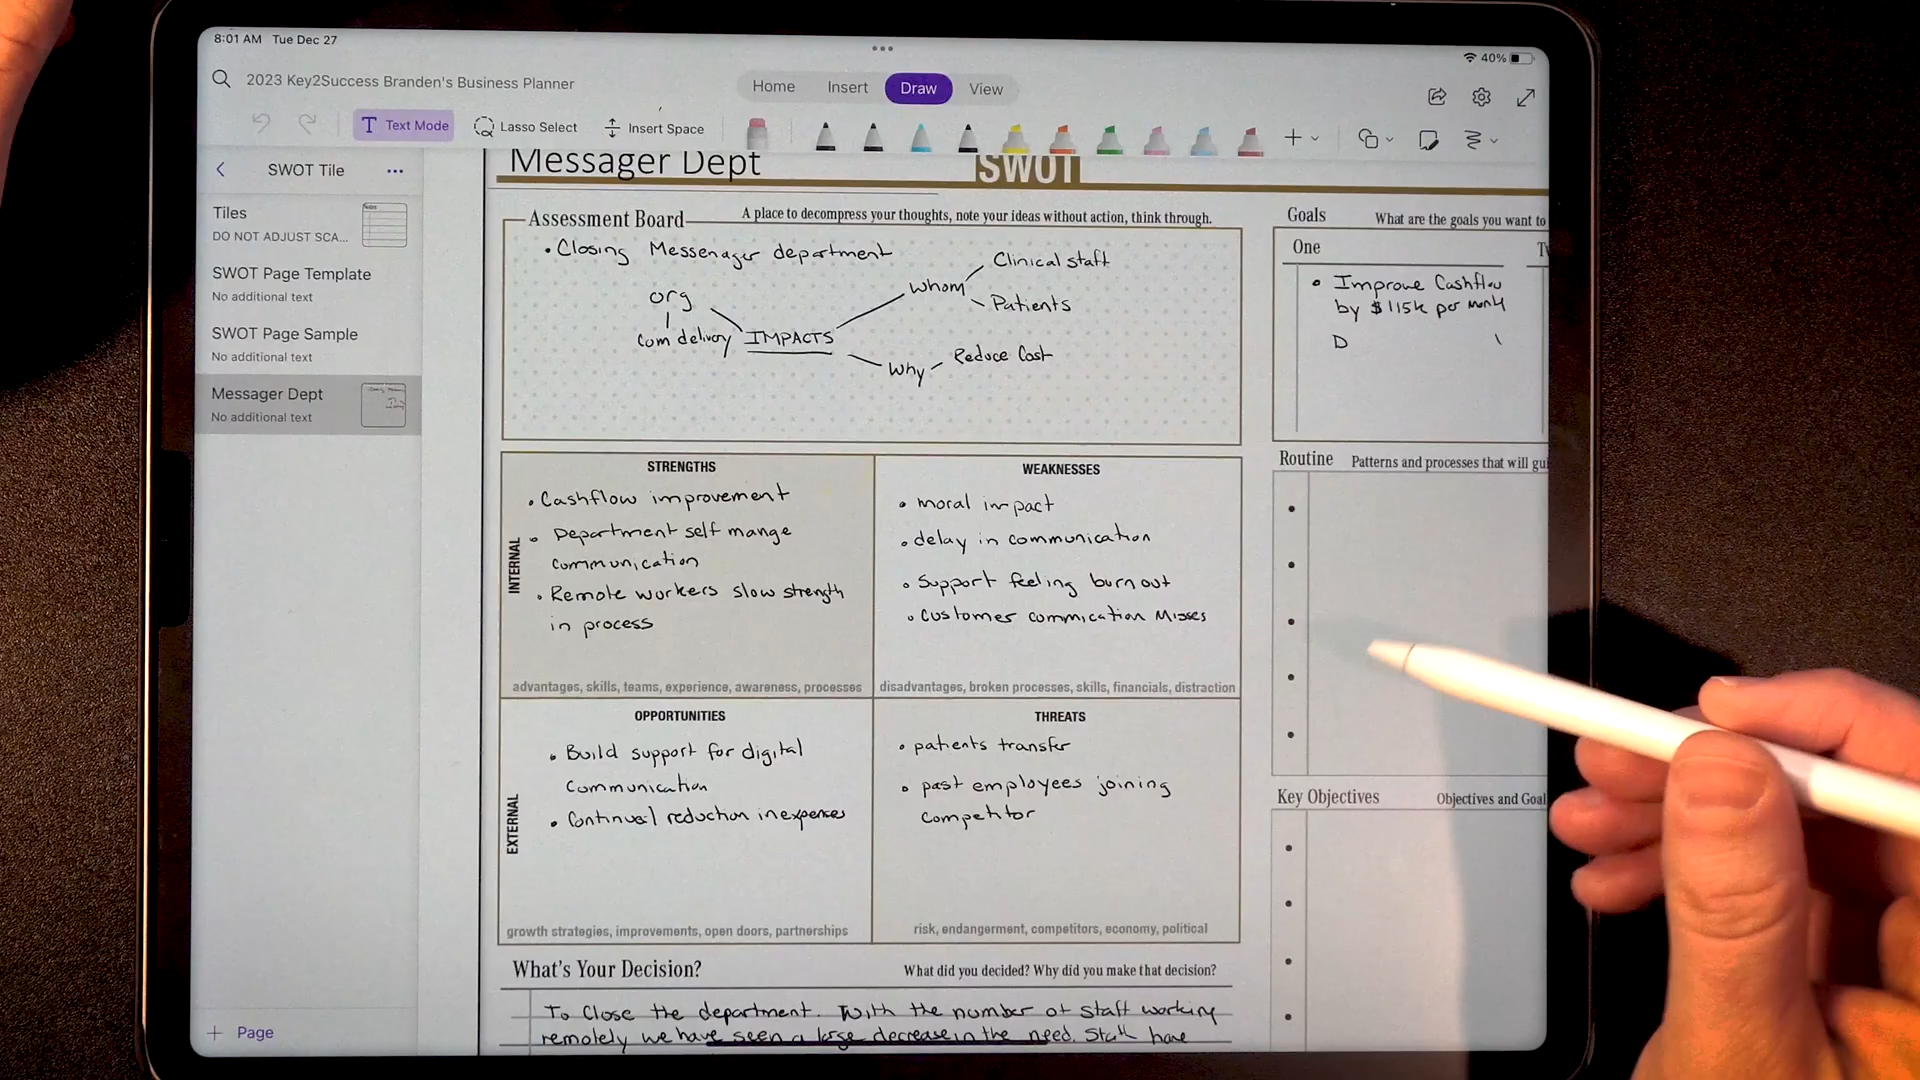 8:01 AM Tue Dec 27
40%
2023 Key2Success Branden's Business Planner
Home Insert Draw View
Text Mode Lasso Select Insert Space
SWOT Tile
Tiles
DO NOT ADJUST SCA...
SWOT Page Template
No additional text
SWOT Page Sample
No additional text
Messager Dept
No additional text
Page
Messager Dept SWOT
Assessment Board A place to decompress your thoughts, note your ideas without action, think through.
• Closing Messenager department
Clinical staff
org
whom
Patients
Com delivery IMPACTS
Why Reduce Cost
STRENGTHS
INTERNAL
• Cashflow improvement
• Department self mange
communication
• Remote workers slow strength
in process
advantages, skills, teams, experience, awareness, processes
WEAKNESSES
• moral impact
• delay in communication
• Support feeling burnout
• Customer commication Misses
disadvantages, broken processes, skills, financials, distraction
OPPORTUNITIES
EXTERNAL
• Build support for digital
Communication
• Continual reduction in expenses
growth strategies, improvements, open doors, partnerships
THREATS
• patients transfer
• past employees joining
Competitor
risk, endangerment, competitors, economy, political
What's Your Decision? What did you decided? Why did you make that decision?
To Close the department. With the number of staff working
remotely we have seen a large decrease in the need. Staff have
Goals What are the goals you want to
One
• Improve Cashflow
by $115k per month
D
Routine Patterns and processes that will gui
Key Objectives Objectives and Goal